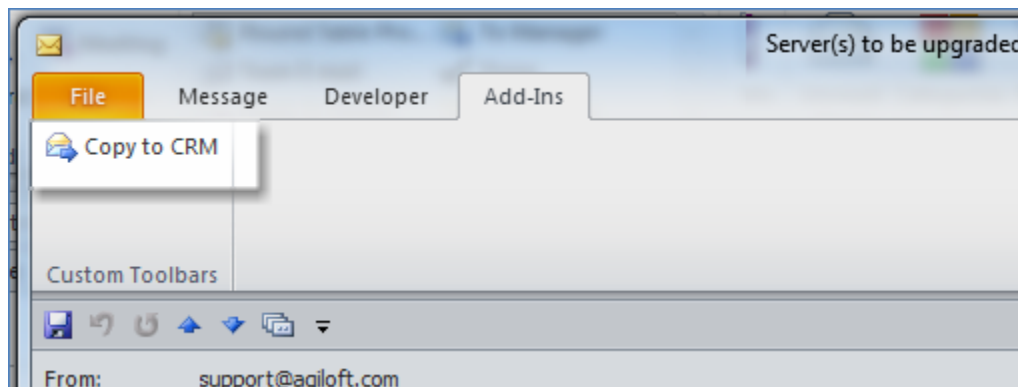 Server(s) to be upgraded
File Message Developer Add-Ins
Copy to CRM
Custom Toolbars
From: support@agiloft.com